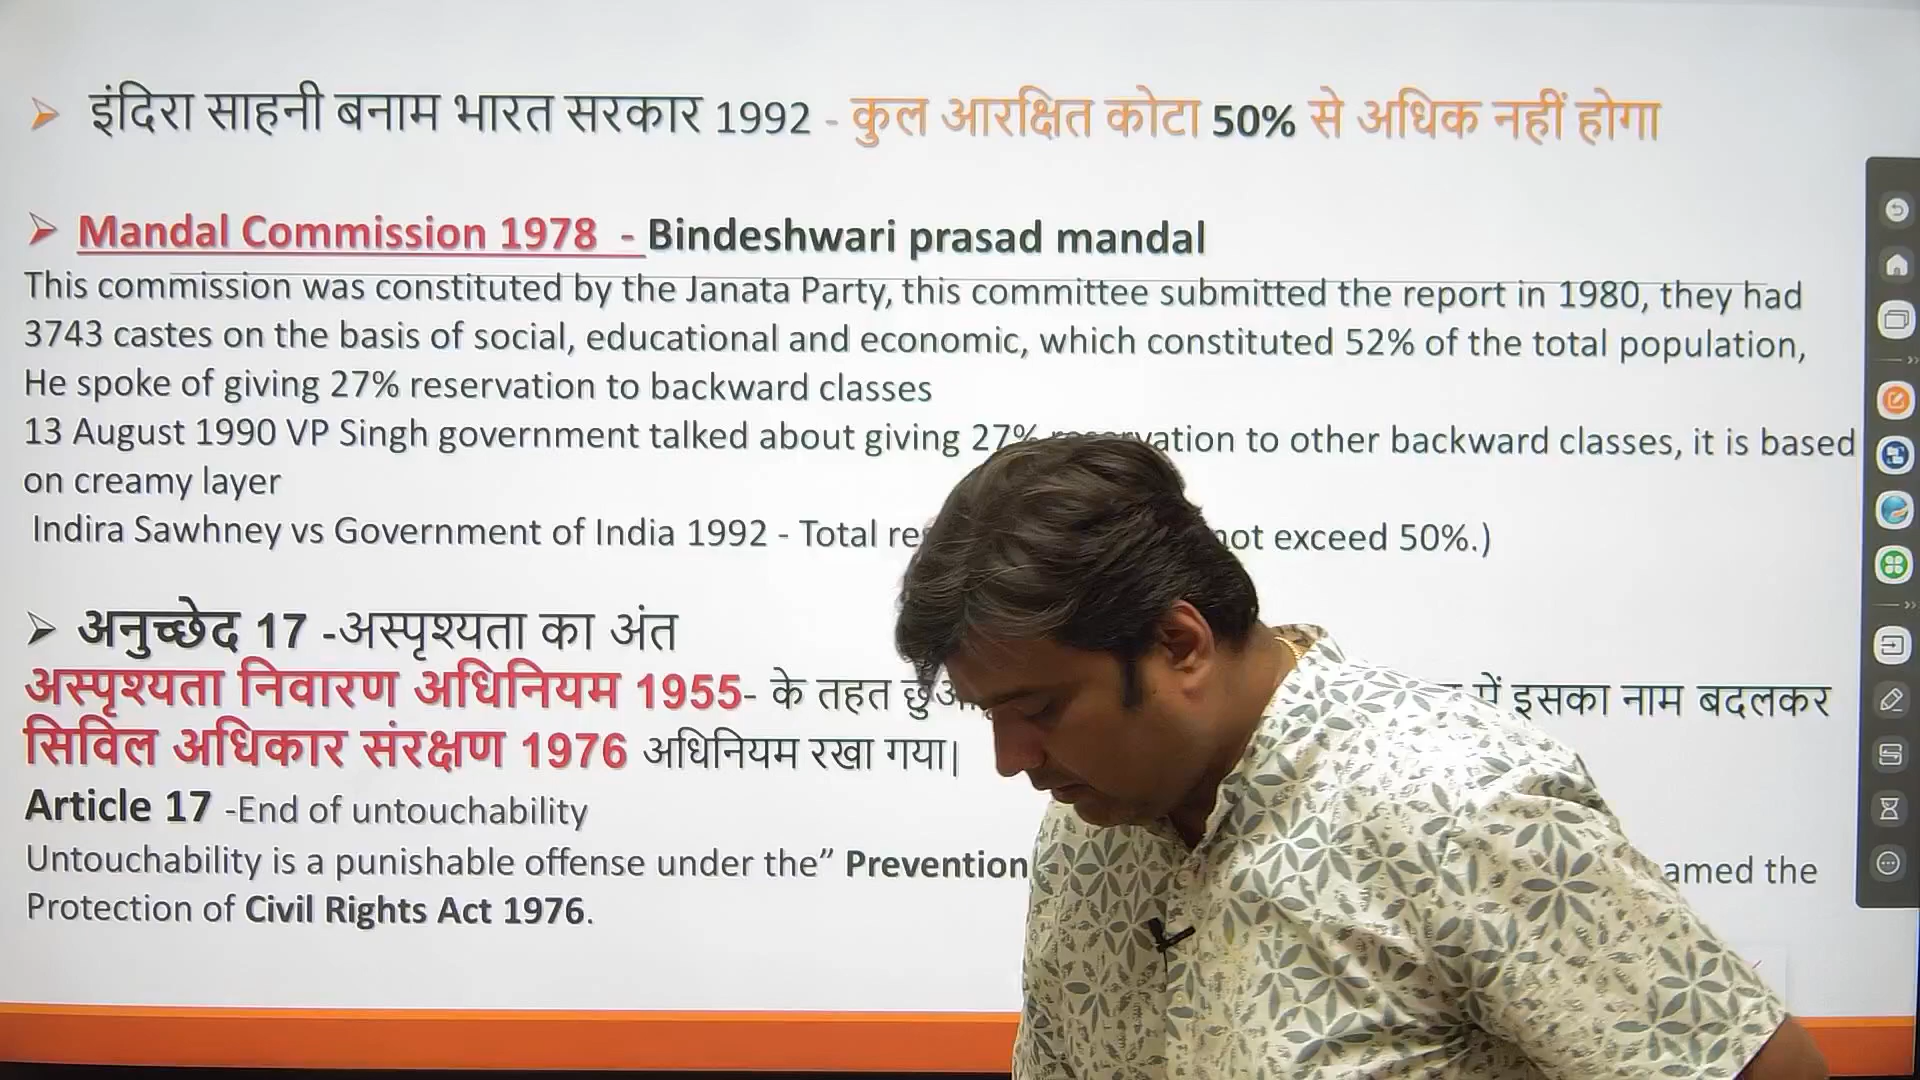 इंदिरा साहनी बनाम भारत सरकार 1992 - कुल आरक्षित कोटा 50% से अधिक नहीं होगा
Mandal Commission 1978 - Bindeshwari prasad mandal
This commission was constituted by the Janata Party, this committee submitted the report in 1980, they had
3743 castes on the basis of social, educational and economic, which constituted 52% of the total population,
He spoke of giving 27% reservation to backward classes
13 August 1990 VP Singh government talked about giving 27% to other backward classes, it is based
on creamy layer
Indira Sawhney vs Government of India 1992 - Total not exceed 50%.)
अनुच्छेद 17 -अस्पृश्यता का अंत
अस्पृश्यता निवारण अधिनियम 1955- के तहत में इसका नाम बदलकर
सिविल अधिकार संरक्षण 1976 अधिनियम रखा गया|
Article 17 -End of untouchability
Untouchability is a punishable offense under the” Prevention the
Protection of Civil Rights Act 1976.